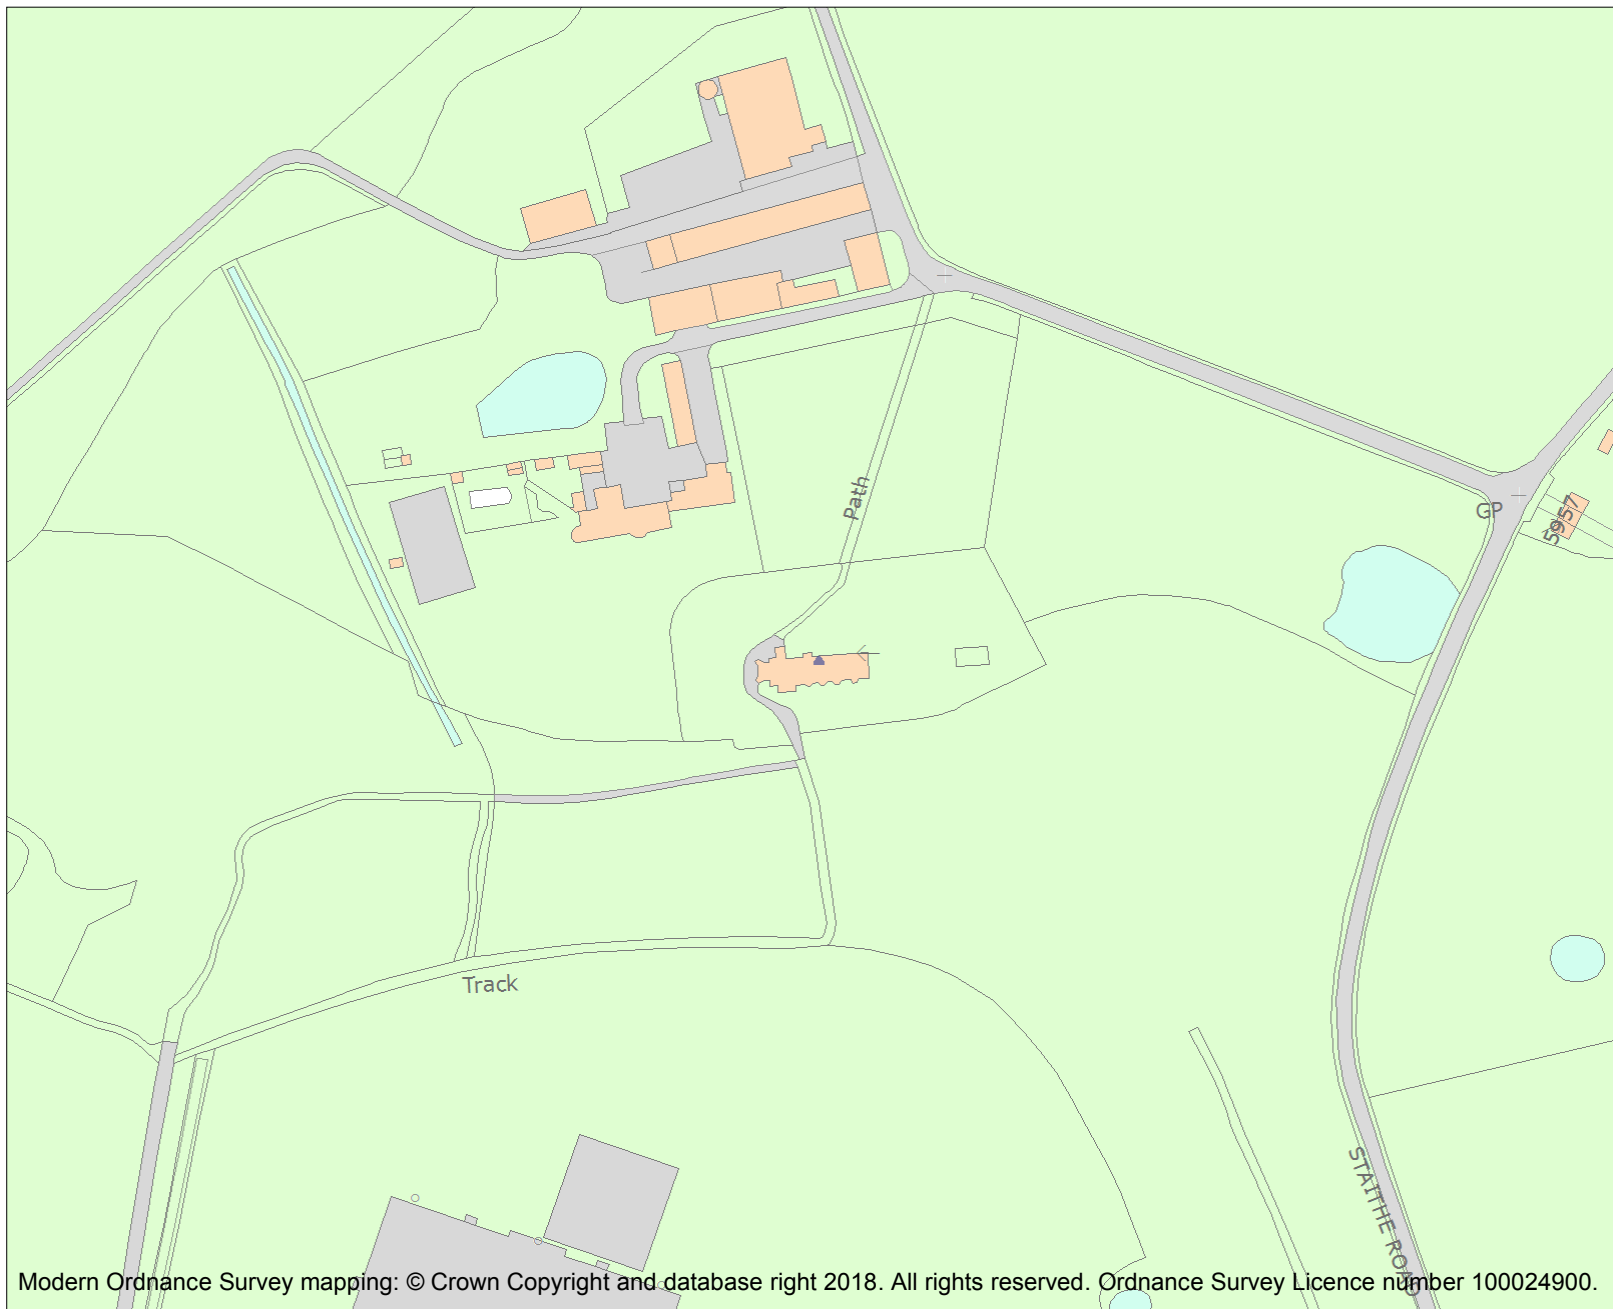 Path
GP
5957
Track
STAITHE ROAD
Modern Ordnance Survey mapping: © Crown Copyright and database right 2018. All rights reserved. Ordnance Survey Licence number 100024900.